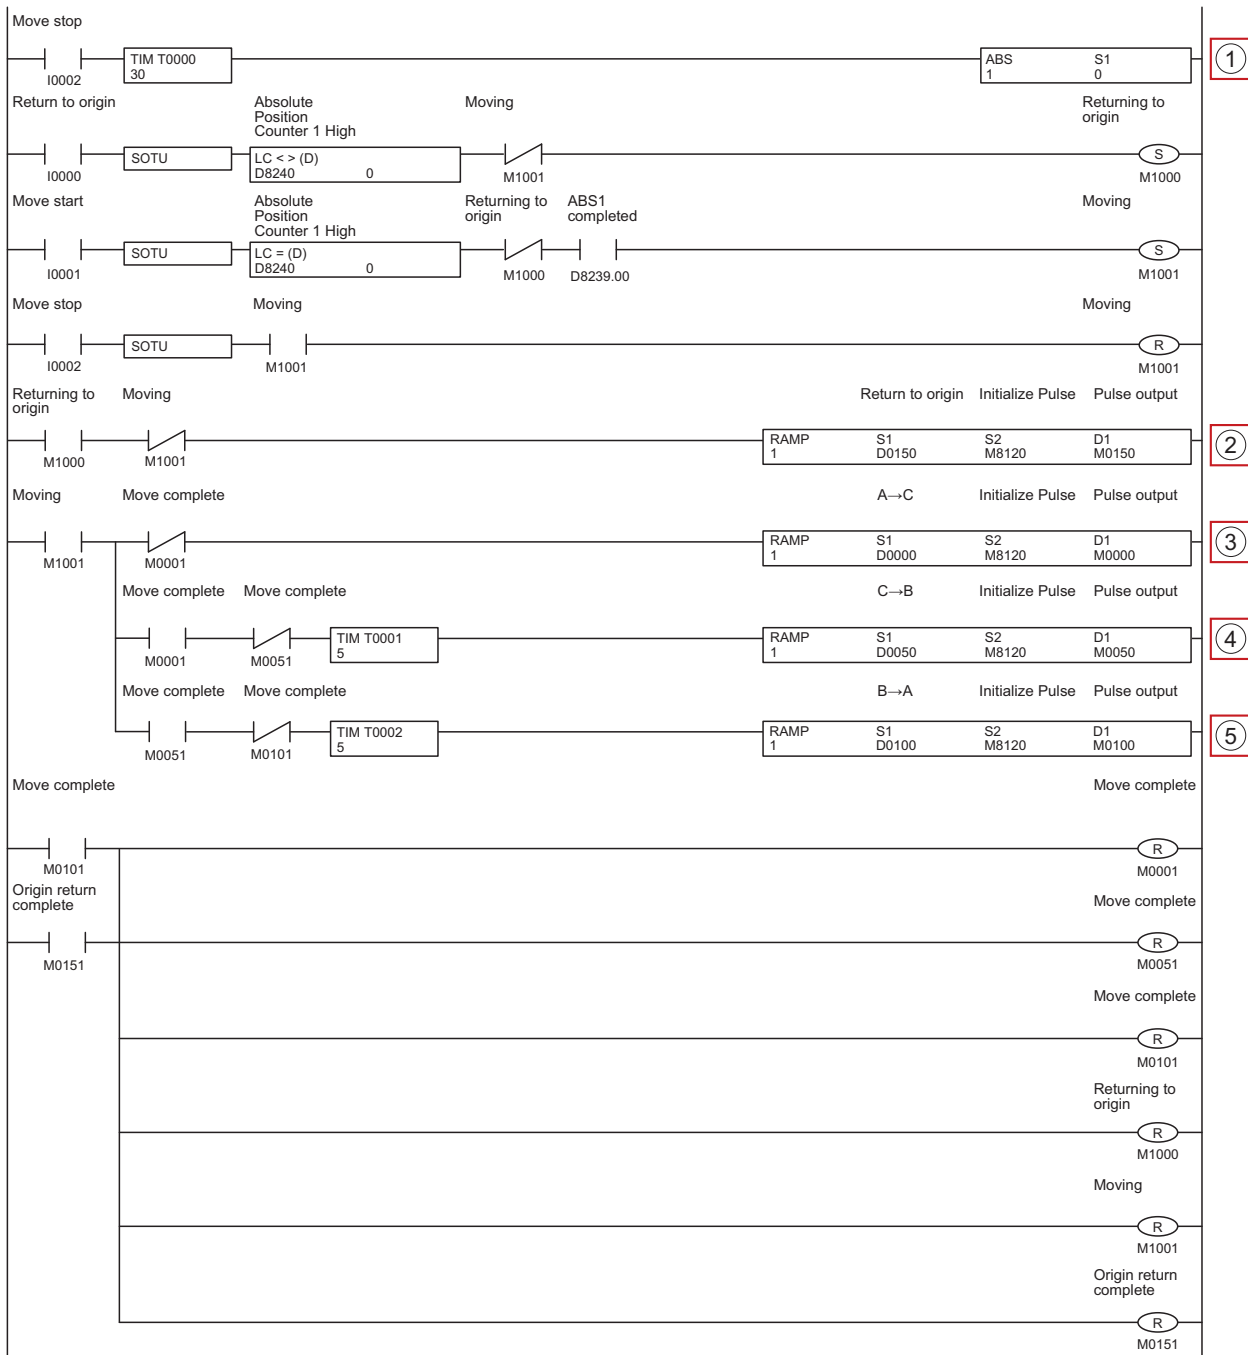 Move stop
TIM T0000
30
ABS S1
1 0
①
I0002
Return to origin
Absolute
Position
Counter 1 High
Moving
Returning to
origin
SOTU
LC < > (D)
D8240 0
S
I0000
M1001
M1000
Move start
Absolute
Position
Counter 1 High
Returning to
origin
ABS1
completed
Moving
SOTU
LC = (D)
D8240 0
S
I0001
M1000
D8239.00
M1001
Move stop
Moving
Moving
SOTU
R
I0002
M1001
M1001
Returning to
origin
Moving
Return to origin
Initialize Pulse
Pulse output
RAMP S1 S2 D1
1 D0150 M8120 M0150
②
M1000
M1001
Moving
Move complete
A→C
Initialize Pulse
Pulse output
RAMP S1 S2 D1
1 D0000 M8120 M0000
③
M1001
M0001
Move complete
Move complete
C→B
Initialize Pulse
Pulse output
TIM T0001
5
RAMP S1 S2 D1
1 D0050 M8120 M0050
④
M0001
M0051
Move complete
Move complete
B→A
Initialize Pulse
Pulse output
TIM T0002
5
RAMP S1 S2 D1
1 D0100 M8120 M0100
⑤
M0051
M0101
Move complete
Move complete
R
M0101
M0001
Origin return
complete
Move complete
R
M0151
M0051
Move complete
R
M0101
Returning to
origin
R
M1000
Moving
R
M1001
Origin return
complete
R
M0151